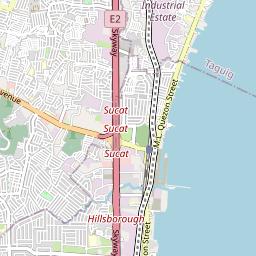 Industrial
Estate
E2
Skyway
Taguig
M.L. Quezon Street
venue
Sucat
Sucat
Sucat
Hillsborough
Skyway
on Street